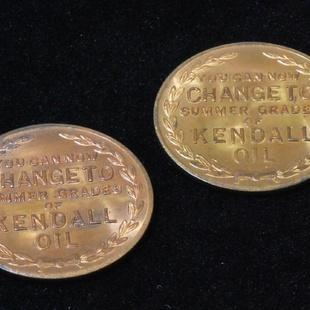 YOU CAN NOW
CHANGE TO
SUMMER GRADES
OF
KENDALL
OIL
YOU CAN NOW
CHANGE TO
SUMMER GRADES
OF
KENDALL
OIL